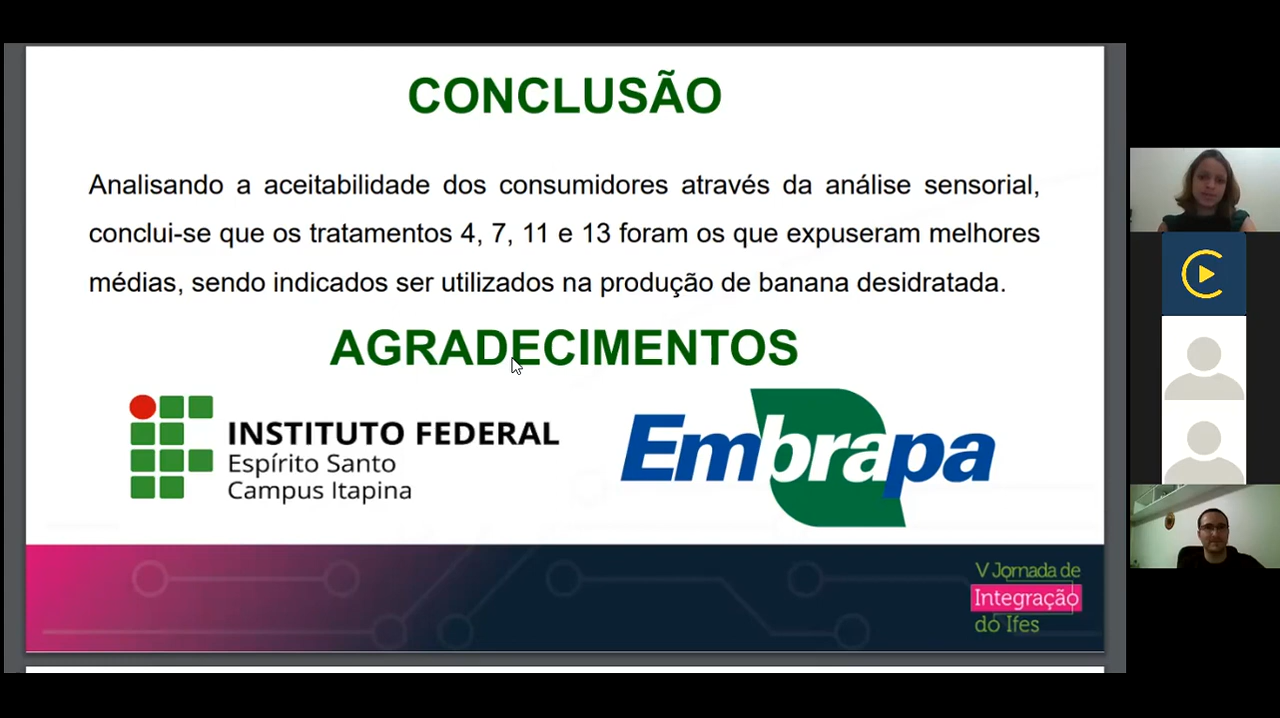 CONCLUSÃO
Analisando a aceitabilidade dos consumidores através da análise sensorial,
conclui-se que os tratamentos 4, 7, 11 e 13 foram os que expuseram melhores
médias, sendo indicados ser utilizados na produção de banana desidratada.
AGRADECIMENTOS
INSTITUTO FEDERAL
Espírito Santo
Campus Itapina
Embrapa
V Jornada de
Integração
do Ifes